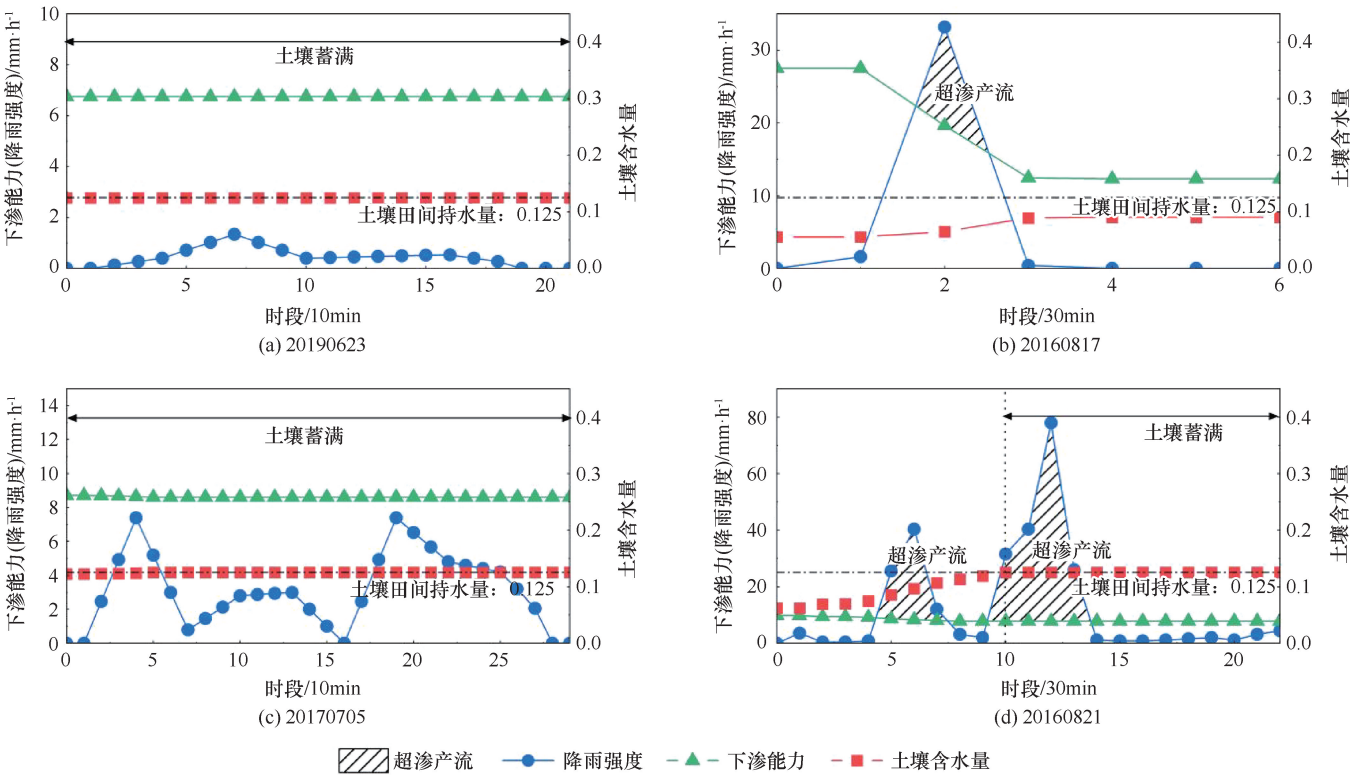 下渗能力(降雨强度)/mm·h⁻¹
10
8
6
4
2
0
土壤蓄满
土壤田间持水量：0.125
0.4
0.3
0.2
0.1
0.0
土壤含水量
0 5 10 15 20
时段/10min
(a) 20190623
下渗能力(降雨强度)/mm·h⁻¹
30
20
10
0
超渗产流
土壤田间持水量：0.125
0.4
0.3
0.2
0.1
0.0
土壤含水量
0 2 4 6
时段/30min
(b) 20160817
下渗能力(降雨强度)/mm·h⁻¹
14
12
10
8
6
4
2
0
土壤蓄满
土壤田间持水量：0.125
0.4
0.3
0.2
0.1
0.0
土壤含水量
0 5 10 15 20 25
时段/10min
(c) 20170705
下渗能力(降雨强度)/mm·h⁻¹
80
60
40
20
0
土壤蓄满
超渗产流
超渗产流
土壤田间持水量：0.125
0.4
0.3
0.2
0.1
0.0
土壤含水量
0 5 10 15 20
时段/30min
(d) 20160821
超渗产流 降雨强度 下渗能力 土壤含水量